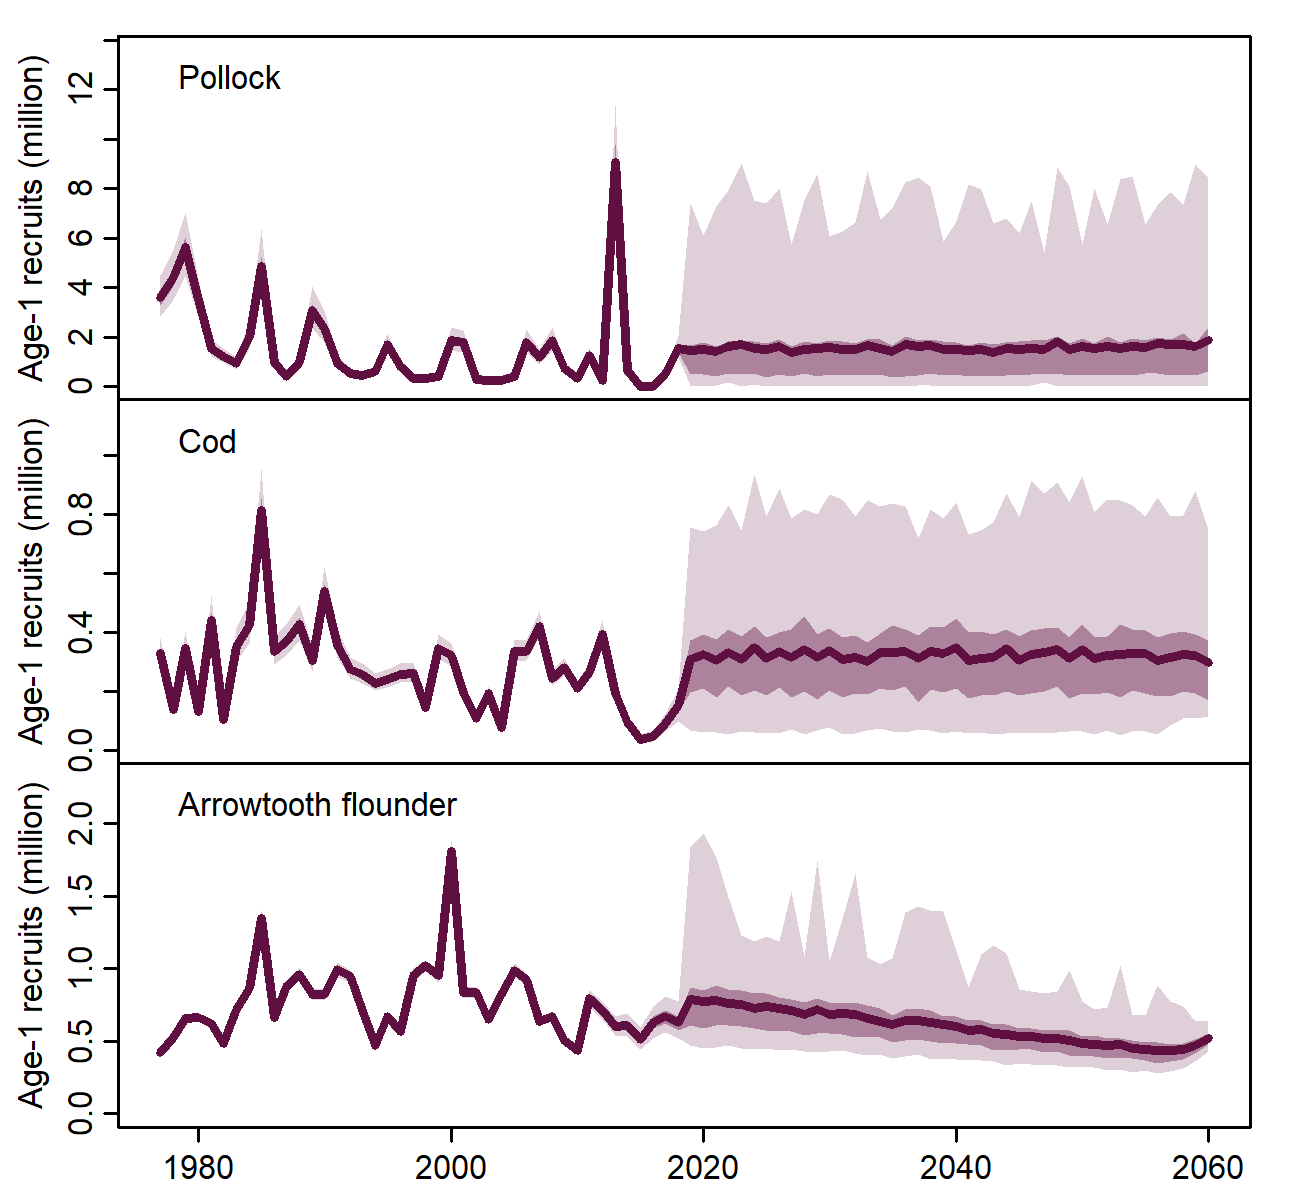 Pollock
Age-1 recruits (million)
0 2 4 6 8 12
Cod
Age-1 recruits (million)
0.0 0.4 0.8
Arrowtooth flounder
Age-1 recruits (million)
0.0 0.5 1.0 1.5 2.0
1980 2000 2020 2040 2060